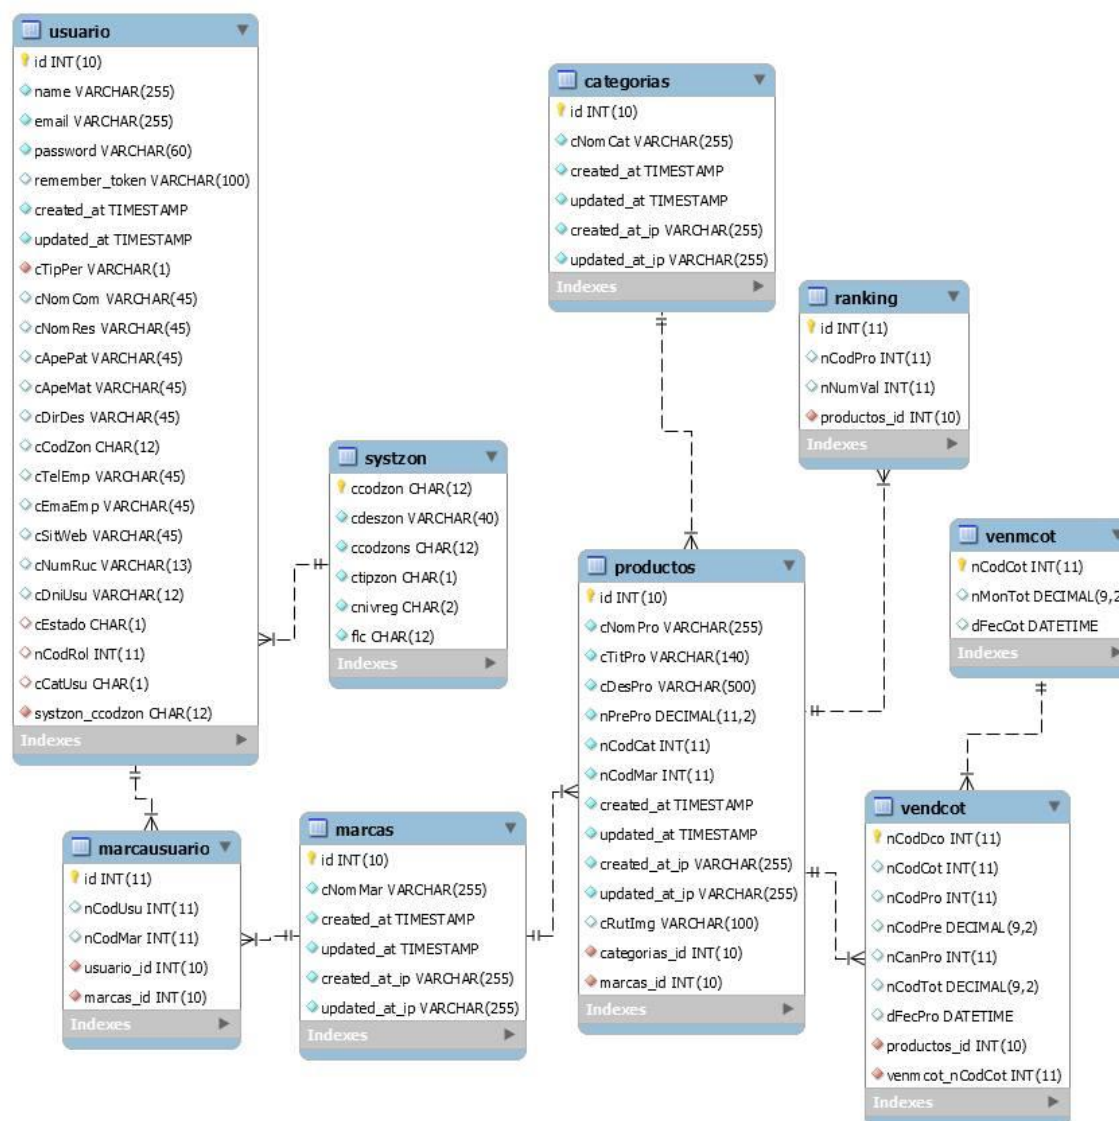 usuario
id INT(10)
name VARCHAR(255)
email VARCHAR(255)
password VARCHAR(60)
remember_token VARCHAR(100)
created_at TIMESTAMP
updated_at TIMESTAMP
cTipPer VARCHAR(1)
cNomCom VARCHAR(45)
cNomRes VARCHAR(45)
cApePat VARCHAR(45)
cApeMat VARCHAR(45)
cDirDes VARCHAR(45)
cCodZon CHAR(12)
cTelEmp VARCHAR(45)
cEmaEmp VARCHAR(45)
cSitWeb VARCHAR(45)
cNumRuc VARCHAR(13)
cDniUsu VARCHAR(12)
cEstado CHAR(1)
nCodRol INT(11)
cCatUsu CHAR(1)
systzon_ccodzon CHAR(12)
Indexes
categorias
id INT(10)
cNomCat VARCHAR(255)
created_at TIMESTAMP
updated_at TIMESTAMP
created_at_ip VARCHAR(255)
updated_at_ip VARCHAR(255)
Indexes
ranking
id INT(11)
nCodPro INT(11)
nNumVal INT(11)
productos_id INT(10)
Indexes
systzon
ccodzon CHAR(12)
cdeszon VARCHAR(40)
ccodzons CHAR(12)
ctipzon CHAR(1)
cnivreg CHAR(2)
flc CHAR(12)
Indexes
productos
id INT(10)
cNomPro VARCHAR(255)
cTitPro VARCHAR(140)
cDesPro VARCHAR(500)
nPrePro DECIMAL(11,2)
nCodCat INT(11)
nCodMar INT(11)
created_at TIMESTAMP
updated_at TIMESTAMP
created_at_ip VARCHAR(255)
updated_at_ip VARCHAR(255)
cRutImg VARCHAR(100)
categorias_id INT(10)
marcas_id INT(10)
Indexes
venmcot
nCodCot INT(11)
nMonTot DECIMAL(9,2
dFecCot DATETIME
Indexes
marcausuario
id INT(11)
nCodUsu INT(11)
nCodMar INT(11)
usuario_id INT(10)
marcas_id INT(10)
Indexes
marcas
id INT(10)
cNomMar VARCHAR(255)
created_at TIMESTAMP
updated_at TIMESTAMP
created_at_ip VARCHAR(255)
updated_at_ip VARCHAR(255)
Indexes
vendcot
nCodDco INT(11)
nCodCot INT(11)
nCodPro INT(11)
nCodPre DECIMAL(9,2)
nCanPro INT(11)
nCodTot DECIMAL(9,2)
dFecPro DATETIME
productos_id INT(10)
venmcot_nCodCot INT(11)
Indexes